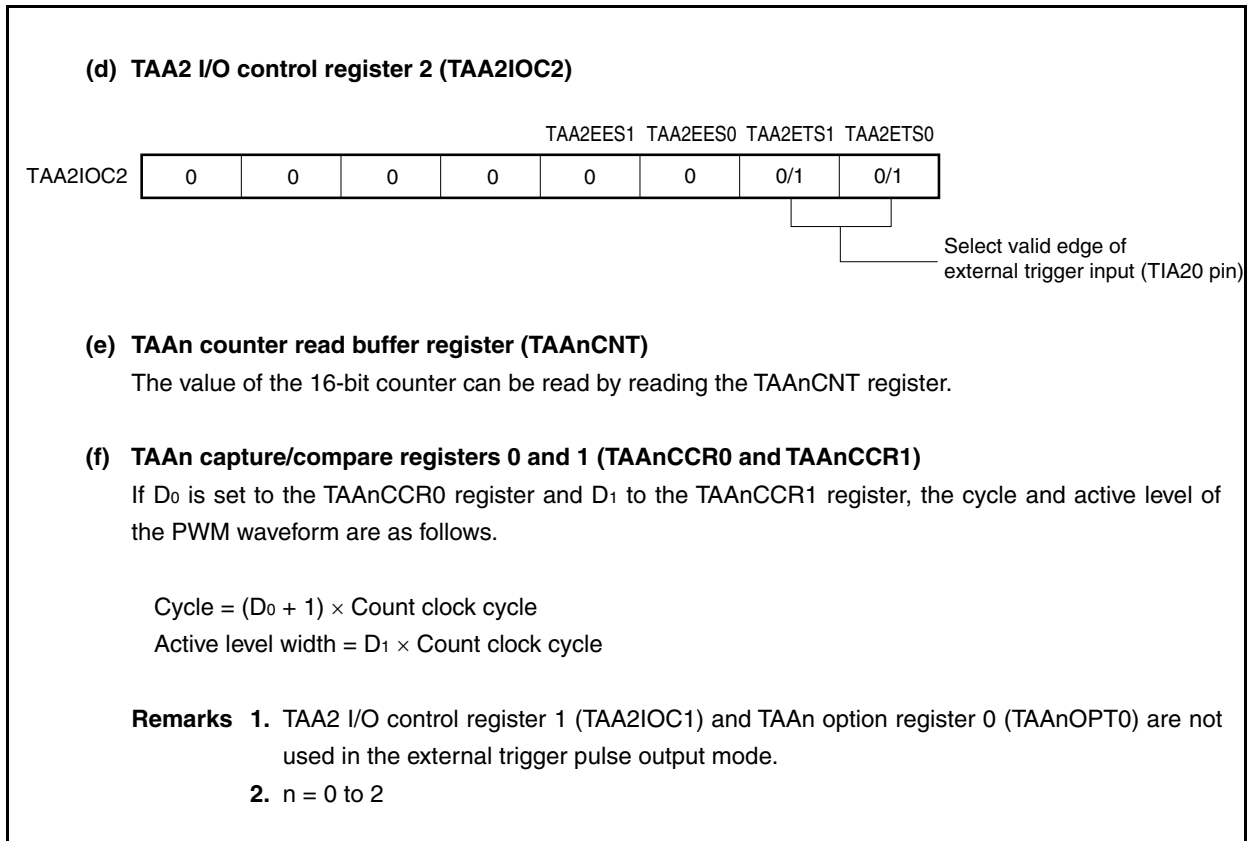 (d) TAA2 I/O control register 2 (TAA2IOC2)
TAA2EES1 TAA2EES0 TAA2ETS1 TAA2ETS0
TAA2IOC2 0 0 0 0 0 0 0/1 0/1
Select valid edge of
external trigger input (TIA20 pin)
(e) TAAn counter read buffer register (TAAnCNT)
The value of the 16-bit counter can be read by reading the TAAnCNT register.
(f) TAAn capture/compare registers 0 and 1 (TAAnCCR0 and TAAnCCR1)
If D0 is set to the TAAnCCR0 register and D1 to the TAAnCCR1 register, the cycle and active level of
the PWM waveform are as follows.
Cycle = (D0 + 1) × Count clock cycle
Active level width = D1 × Count clock cycle
Remarks 1. TAA2 I/O control register 1 (TAA2IOC1) and TAAn option register 0 (TAAnOPT0) are not
used in the external trigger pulse output mode.
2. n = 0 to 2